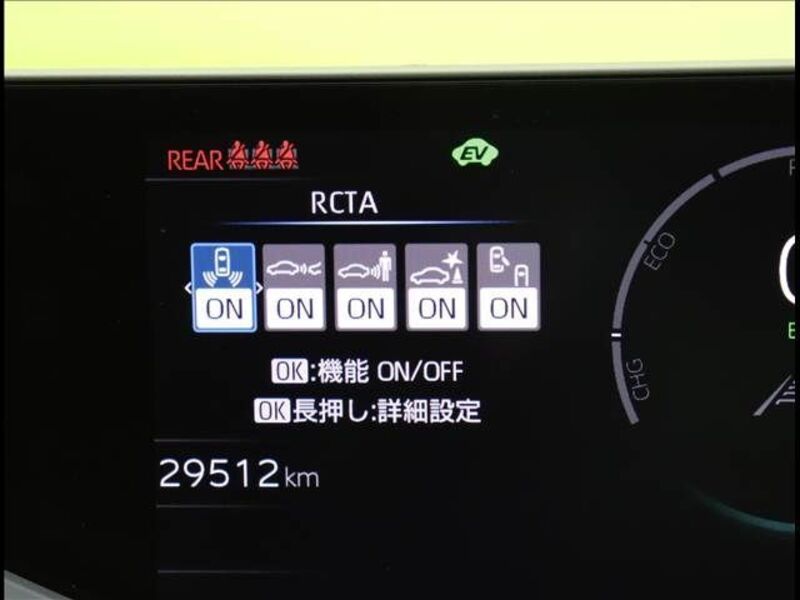 REAR
EV
RCTA
ON ON ON ON ON
OK:機能 ON/OFF
OK長押し:詳細設定
29512km
ECO
CHG